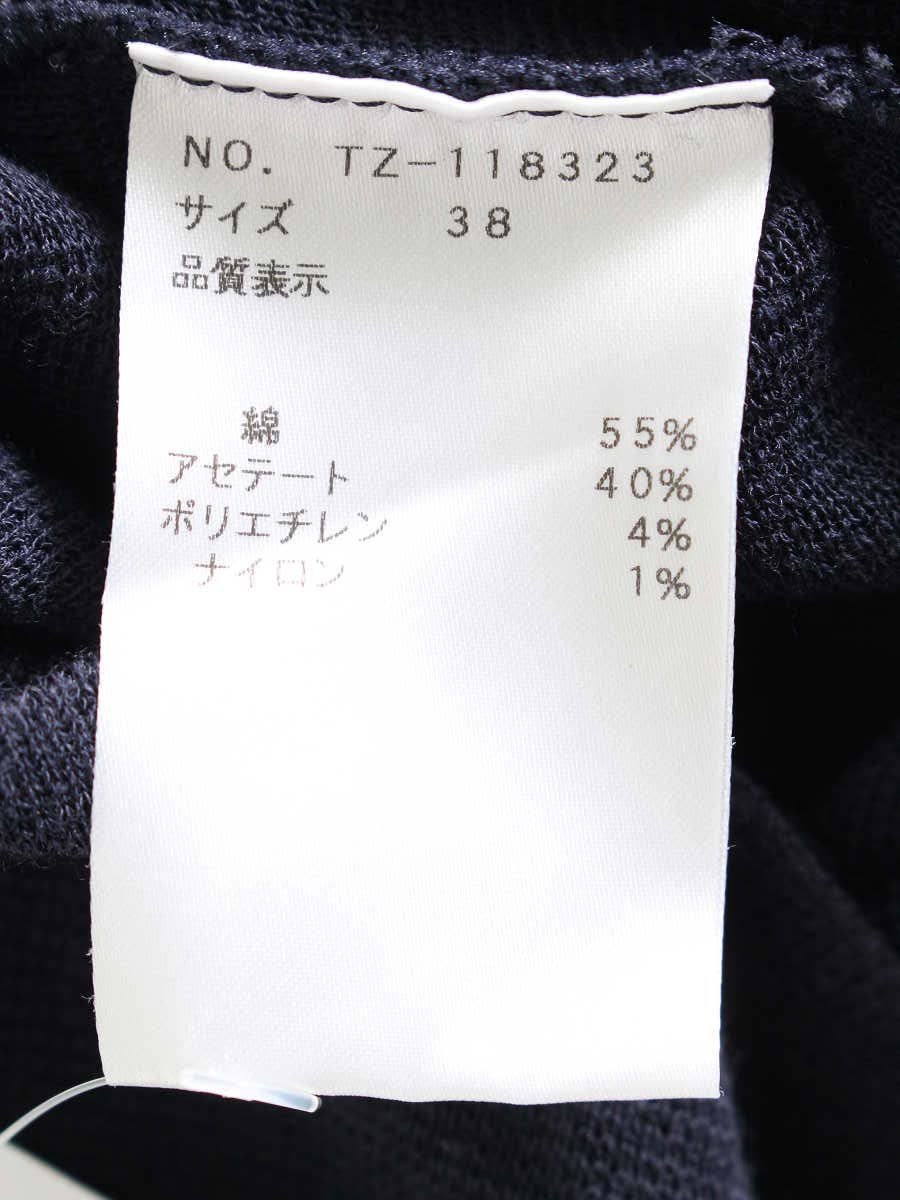 NO. TZ-118323
サイズ 38
品質表示
綿 55%
アセテート 40%
ポリエチレン 4%
ナイロン 1%